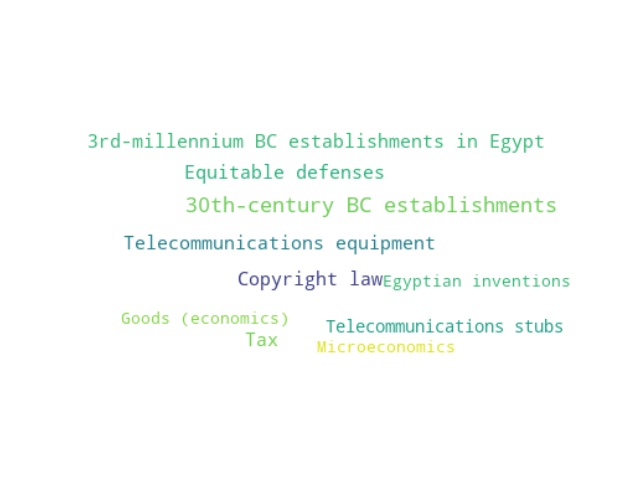 3rd-millennium BC establishments in Egypt
Equitable defenses
30th-century BC establishments
Telecommunications equipment
Copyright law
Egyptian inventions
Goods (economics)
Telecommunications stubs
Tax
Microeconomics